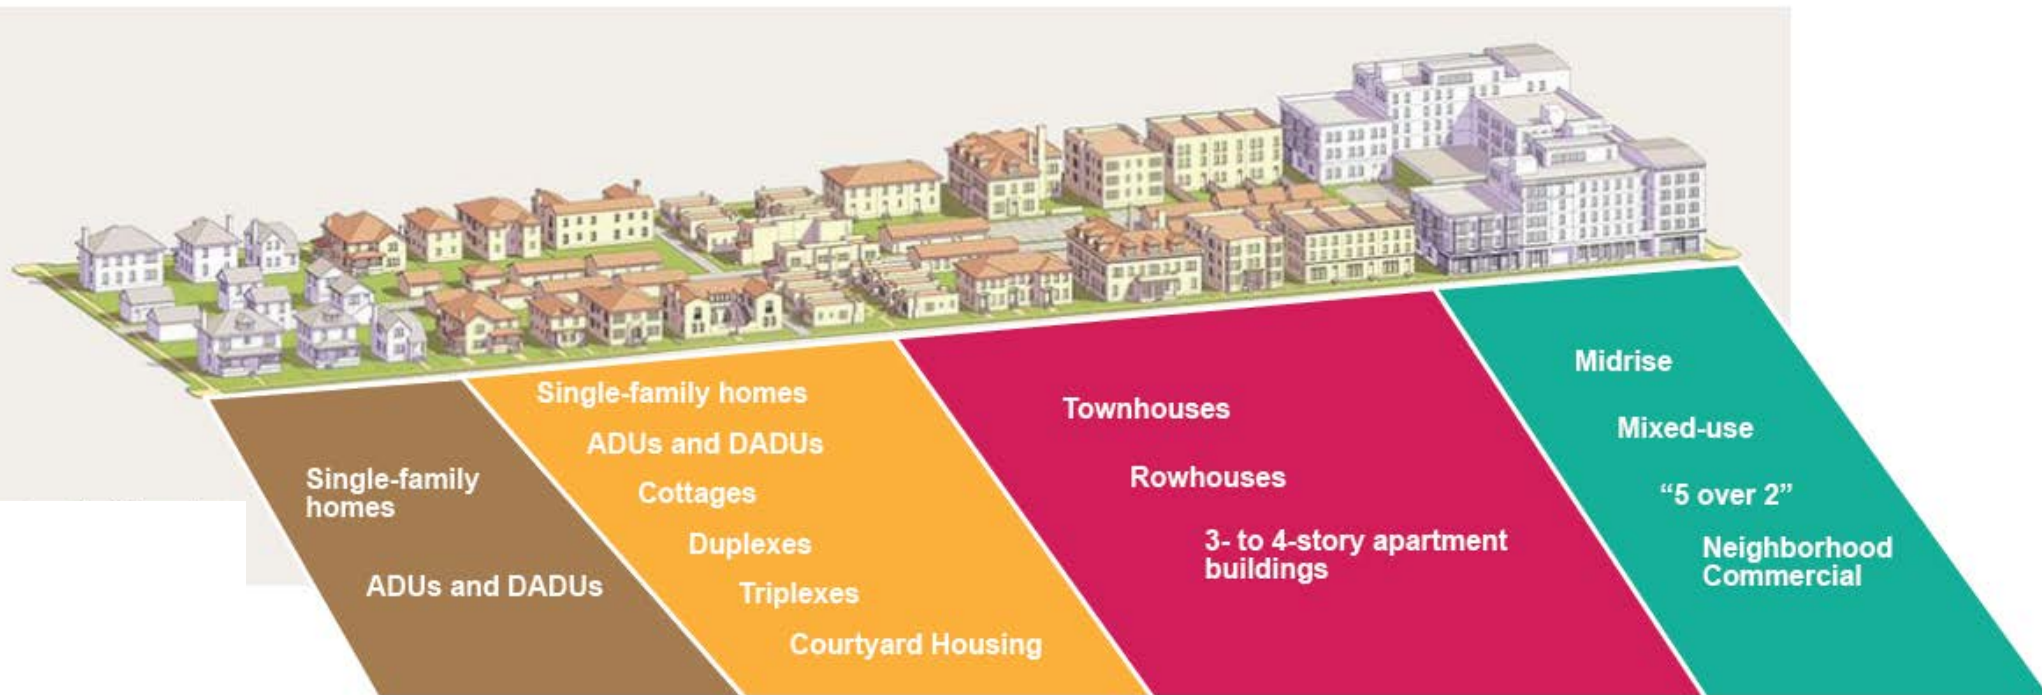 Single-family
homes
ADUs and DADUs
Single-family homes
ADUs and DADUs
Cottages
Duplexes
Triplexes
Courtyard Housing
Townhouses
Rowhouses
3- to 4-story apartment
buildings
Midrise
Mixed-use
“5 over 2”
Neighborhood
Commercial